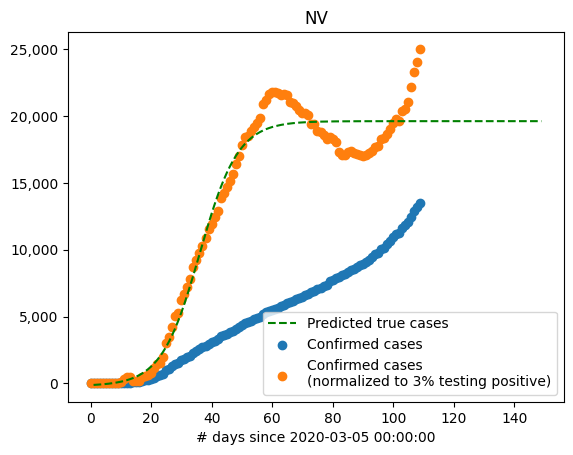 NV
25,000
20,000
15,000
10,000
5,000
0
Predicted true cases
Confirmed cases
Confirmed cases
(normalized to 3% testing positive)
0 20 40 60 80 100 120 140
# days since 2020-03-05 00:00:00